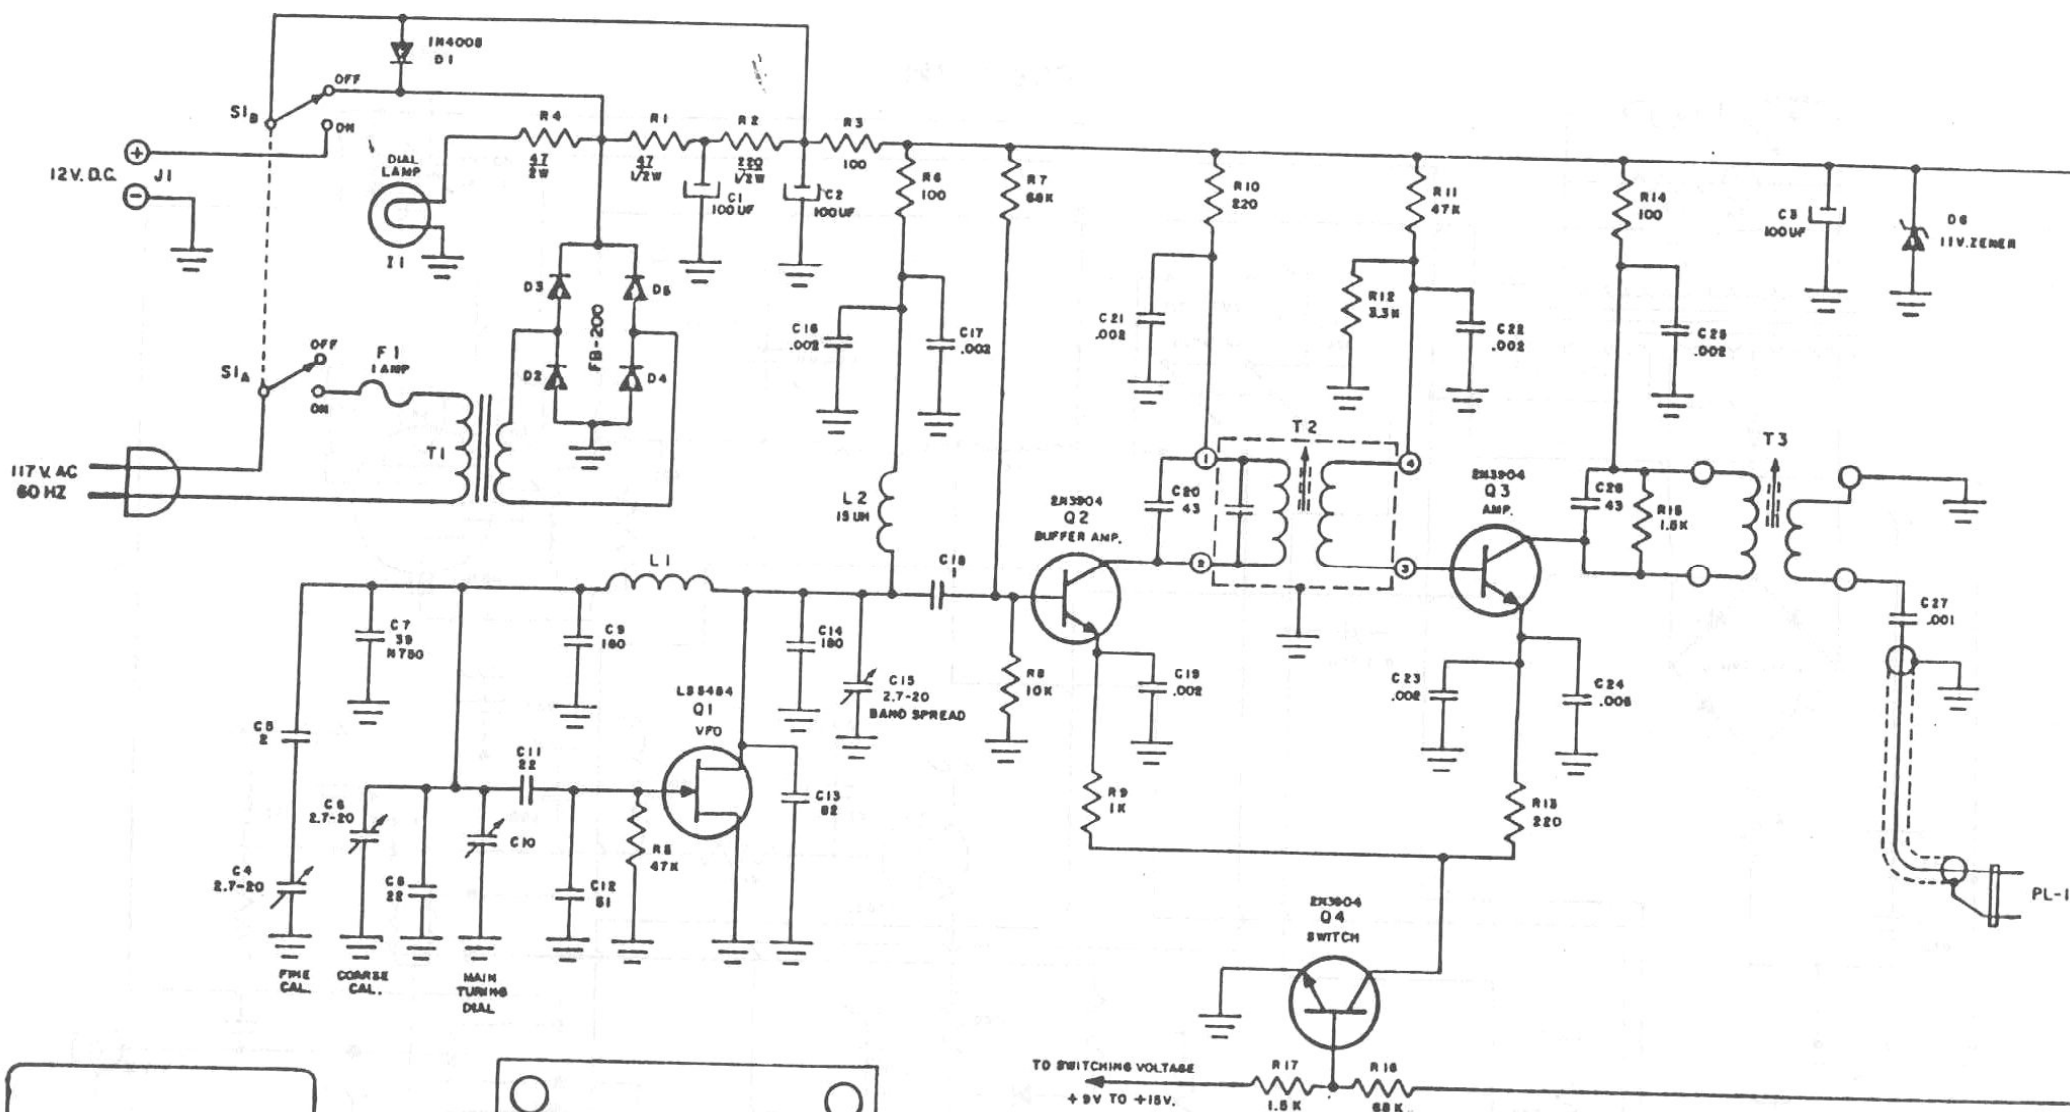 1N4008
D1
OFF
S1B
ON
12V. D.C.
J1
DIAL
LAMP
I1
R4
47
2W
R1
47
1/2W
R2
220
1/2W
R3
100
C1
100UF
C2
100UF
R6
100
R7
68K
R10
220
R11
47K
R14
100
C3
100UF
D6
11V. ZENER
D3
D5
D2
D4
FB-200
C16
.002
C17
.002
C21
.002
R12
3.3K
C22
.002
C25
.002
S1A
OFF
ON
F1
1 AMP
T1
117V. AC
60 HZ
L2
15UH
2N3904
Q2
BUFFER AMP.
C20
43
1
2
T2
4
3
2N3904
Q3
AMP.
C26
43
R15
1.5K
T3
L1
C18
1
C7
39
N750
C9
180
C14
180
C15
2.7-20
BAND SPREAD
R8
10K
C19
.002
C23
.002
C24
.005
C27
.001
C5
2
Q1
VFO
C11
22
C6
2.7-20
C10
C4
2.7-20
22
C12
51
47K
C13
82
R9
1K
R13
220
PL-1
FINE
CAL.
COARSE
CAL.
MAIN
TUNING
DIAL
2N3904
Q4
SWITCH
TO SWITCHING VOLTAGE
+9V TO +15V.
R17
1.5K
R16
68K